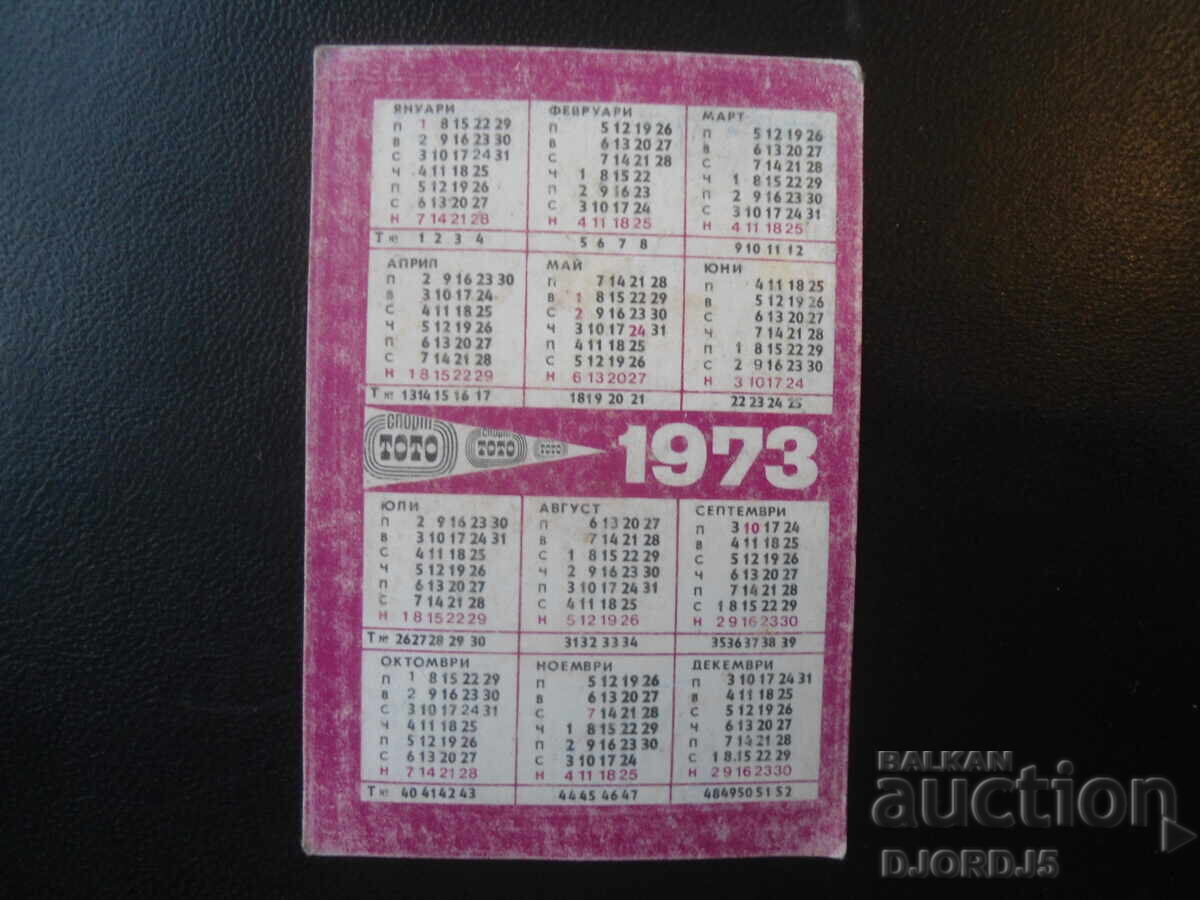 ЯНУАРИ
П 1 8 15 22 29
В 2 9 16 23 30
С 3 10 17 24 31
Ч 4 11 18 25
П 5 12 19 26
С 6 13 20 27
Н 7 14 21 28
Т № 1 2 3 4
ФЕВРУАРИ
П 5 12 19 26
В 6 13 20 27
С 7 14 21 28
Ч 1 8 15 22
П 2 9 16 23
С 3 10 17 24
Н 4 11 18 25
5 6 7 8
МАРТ
П 5 12 19 26
В 6 13 20 27
С 7 14 21 28
Ч 1 8 15 22 29
П 2 9 16 23 30
С 3 10 17 24 31
Н 4 11 18 25
9 10 11 12
АПРИЛ
П 2 9 16 23 30
В 3 10 17 24
С 4 11 18 25
Ч 5 12 19 26
П 6 13 20 27
С 7 14 21 28
Н 1 8 15 22 29
Т № 13 14 15 16 17
МАЙ
П 7 14 21 28
В 1 8 15 22 29
С 2 9 16 23 30
Ч 3 10 17 24 31
П 4 11 18 25
С 5 12 19 26
Н 6 13 20 27
18 19 20 21
ЮНИ
П 4 11 18 25
В 5 12 19 26
С 6 13 20 27
Ч 7 14 21 28
П 1 8 15 22 29
С 2 9 16 23 30
Н 3 10 17 24
22 23 24 25
СПОРТ ТОТО
СПОРТ ТОТО
ТОТО
1973
ЮЛИ
П 2 9 16 23 30
В 3 10 17 24 31
С 4 11 18 25
Ч 5 12 19 26
П 6 13 20 27
С 7 14 21 28
Н 1 8 15 22 29
Т № 26 27 28 29 30
АВГУСТ
П 6 13 20 27
В 7 14 21 28
С 1 8 15 22 29
Ч 2 9 16 23 30
П 3 10 17 24 31
С 4 11 18 25
Н 5 12 19 26
31 32 33 34
СЕПТЕМВРИ
П 3 10 17 24
В 4 11 18 25
С 5 12 19 26
Ч 6 13 20 27
П 7 14 21 28
С 1 8 15 22 29
Н 2 9 16 23 30
35 36 37 38 39
ОКТОМВРИ
П 1 8 15 22 29
В 2 9 16 23 30
С 3 10 17 24 31
Ч 4 11 18 25
П 5 12 19 26
С 6 13 20 27
Н 7 14 21 28
Т № 40 41 42 43
НОЕМВРИ
П 5 12 19 26
В 6 13 20 27
С 7 14 21 28
Ч 1 8 15 22 29
П 2 9 16 23 30
С 3 10 17 24
Н 4 11 18 25
44 45 46 47
ДЕКЕМВРИ
П 3 10 17 24 31
В 4 11 18 25
С 5 12 19 26
Ч 6 13 20 27
П 7 14 21 28
С 1 8 15 22 29
Н 2 9 16 23 30
48 49 50 51 52
BALKAN
auction
DJORDJ5